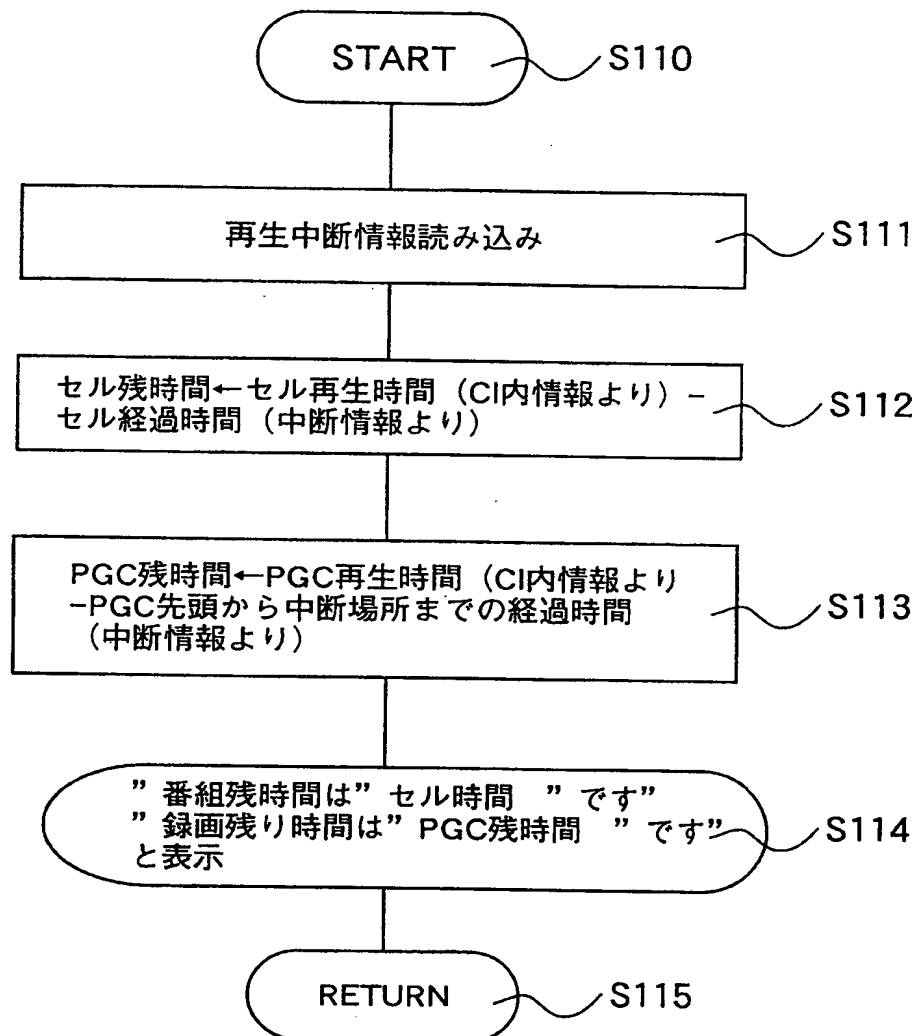 START
S110
再生中断情報読み込み
S111
セル残時間←セル再生時間（CI内情報より）-
セル経過時間（中断情報より）
S112
PGC残時間←PGC再生時間（CI内情報より
-PGC先頭から中断場所までの経過時間
（中断情報より）
S113
” 番組残時間は” セル時間 ” です”
” 録画残り時間は” PGC残時間 ” です”
と表示
S114
RETURN
S115